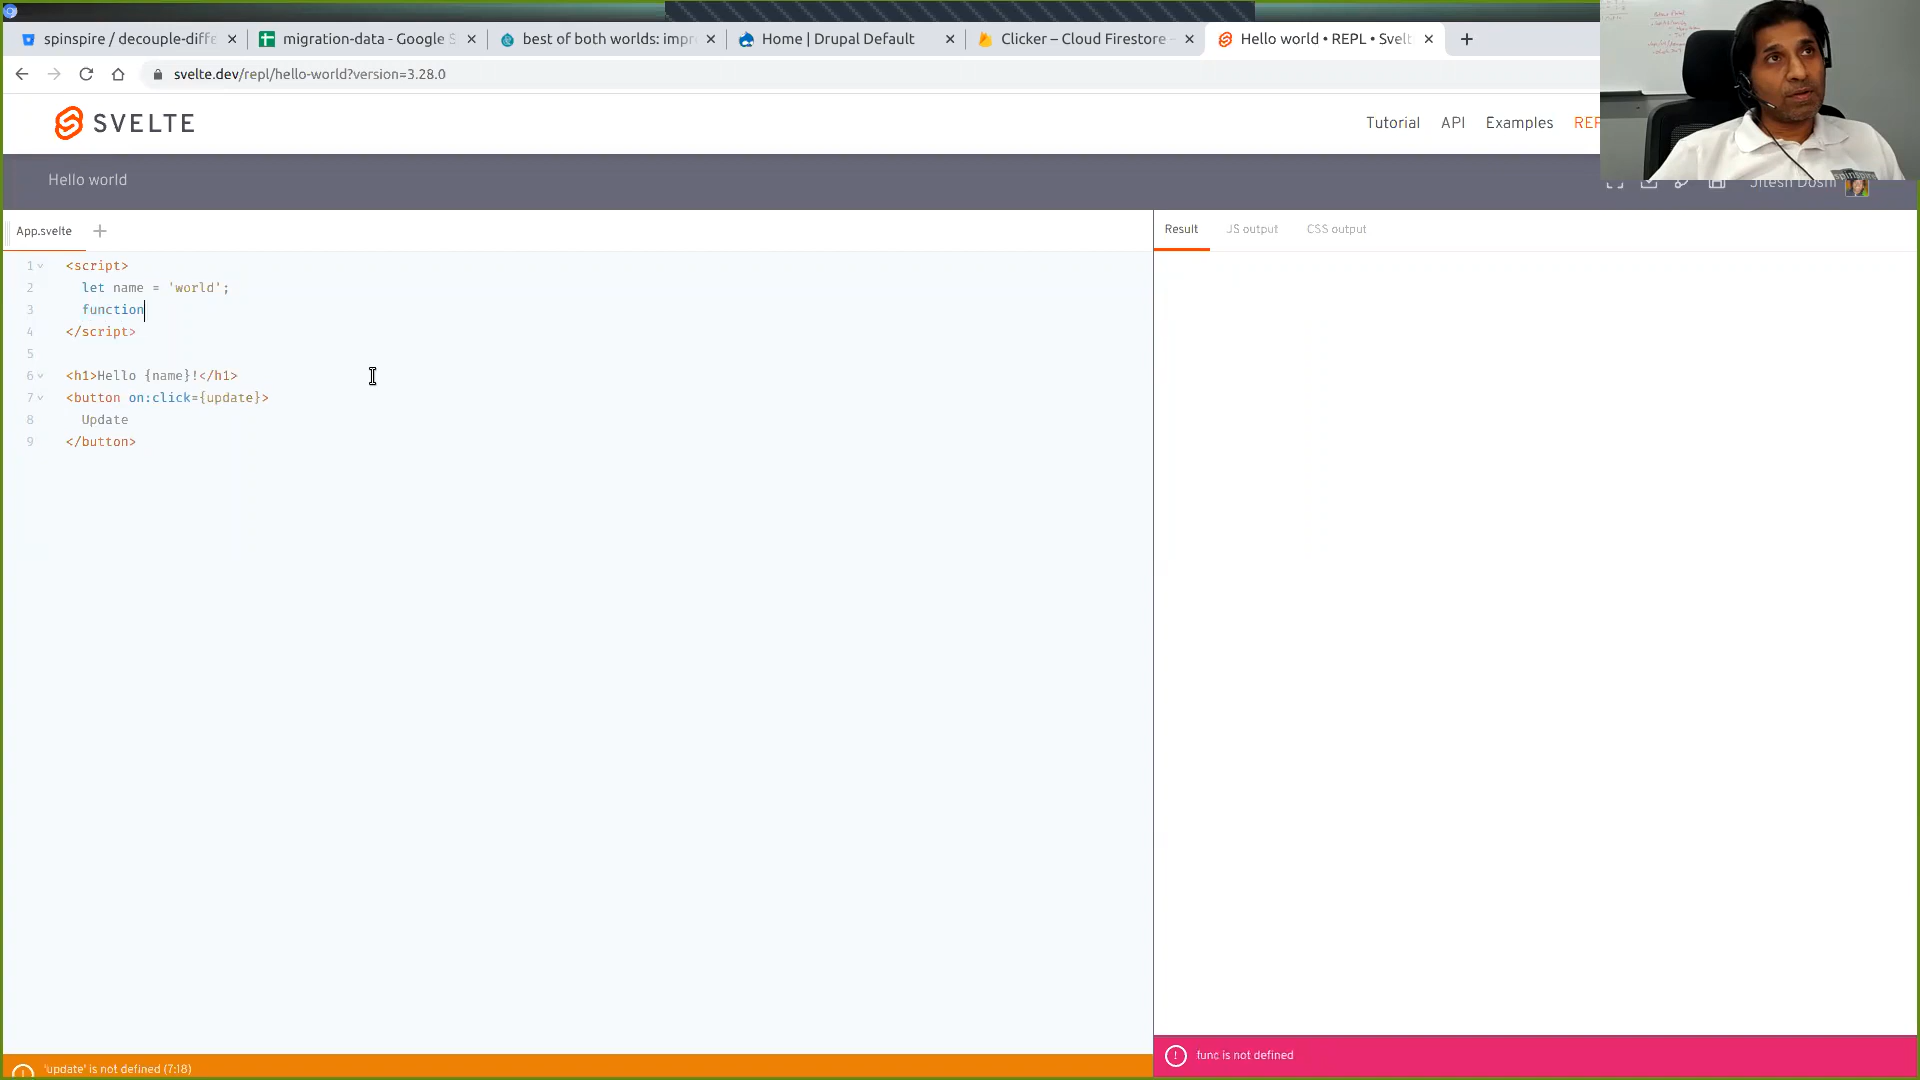 spinspire / decouple-diffe
migration-data - Google S
best of both worlds: impr
Home | Drupal Default
Clicker – Cloud Firestore -
Hello world • REPL • Svelt
svelte.dev/repl/hello-world?version=3.28.0
SVELTE
Tutorial
API
Examples
REP
Hello world
Jitesh Doshi
App.svelte
Result
JS output
CSS output
1 <script>
2 let name = 'world';
3 function
4 </script>
5
6 <h1>Hello {name}!</h1>
7 <button on:click={update}>
8 Update
9 </button>
'update' is not defined (7:18)
func is not defined